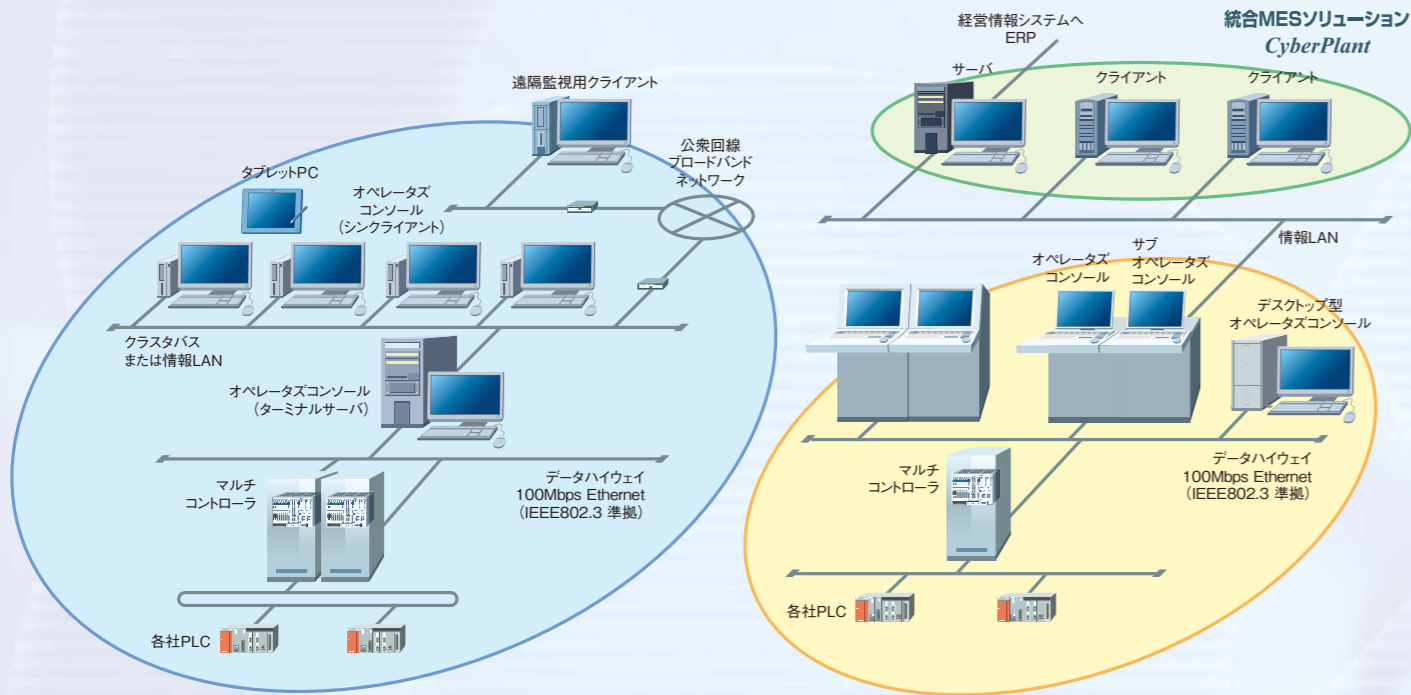 経営情報システムへ
ERP
統合MESソリューション
CyberPlant
サーバ
クライアント
クライアント
遠隔監視用クライアント
公衆回線
ブロードバンド
ネットワーク
タブレットPC
オペレータズ
コンソール
（シンクライアント）
情報LAN
オペレータズ
コンソール
サブ
オペレータズ
コンソール
デスクトップ型
オペレータズコンソール
クラスタバス
または情報LAN
オペレータズコンソール
（ターミナルサーバ）
データハイウェイ
100Mbps Ethernet
（IEEE802.3 準拠）
マルチ
コントローラ
各社PLC
データハイウェイ
100Mbps Ethernet
（IEEE802.3 準拠）
マルチ
コントローラ
各社PLC